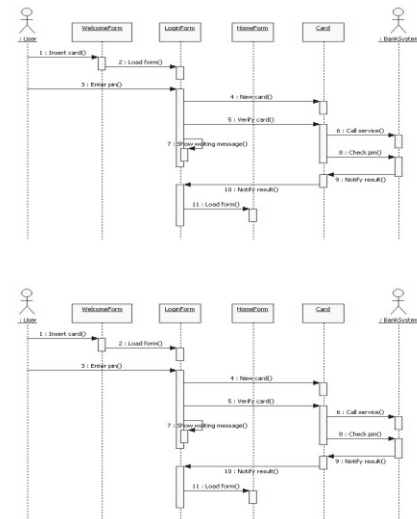 WelcomeForm LoginForm HomeForm Card
: User : BankSystem
1 : Insert card()
2 : Load form()
3 : Enter pin()
4 : New card()
5 : Verify card()
6 : Call service()
7 : Show waiting message()
8 : Check pin()
9 : Notify result()
10 : Notify result()
11 : Load form()
WelcomeForm LoginForm HomeForm Card
: User : BankSystem
1 : Insert card()
2 : Load form()
3 : Enter pin()
4 : New card()
5 : Verify card()
6 : Call service()
7 : Show waiting message()
8 : Check pin()
9 : Notify result()
10 : Notify result()
11 : Load form()